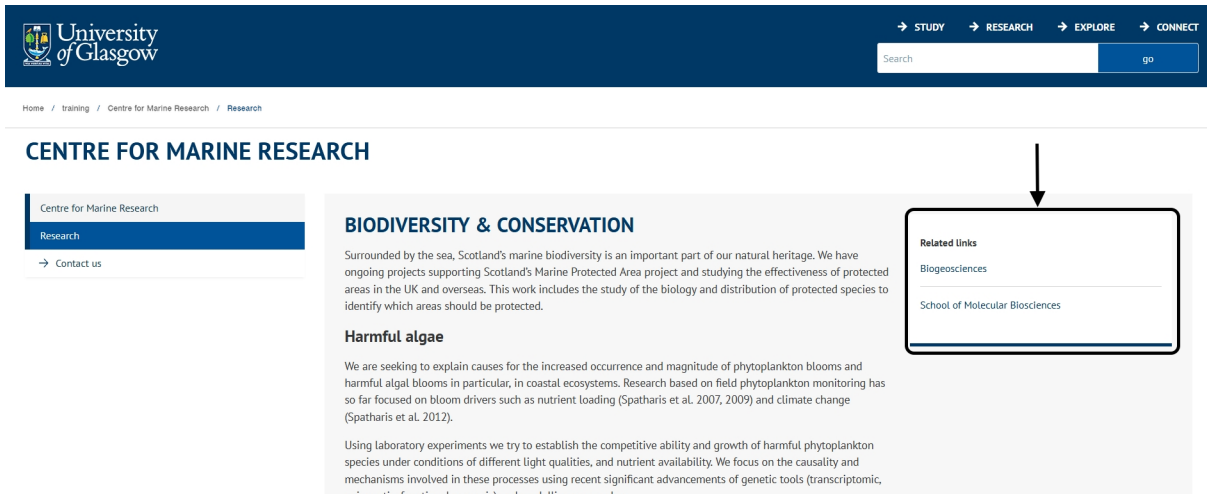 University
of Glasgow
→ STUDY → RESEARCH → EXPLORE → CONNECT
Search go
Home / training / Centre for Marine Research / Research
CENTRE FOR MARINE RESEARCH
Centre for Marine Research
Research
→ Contact us
BIODIVERSITY & CONSERVATION
Surrounded by the sea, Scotland's marine biodiversity is an important part of our natural heritage. We have
ongoing projects supporting Scotland's Marine Protected Area project and studying the effectiveness of protected
areas in the UK and overseas. This work includes the study of the biology and distribution of protected species to
identify which areas should be protected.
Harmful algae
We are seeking to explain causes for the increased occurrence and magnitude of phytoplankton blooms and
harmful algal blooms in particular, in coastal ecosystems. Research based on field phytoplankton monitoring has
so far focused on bloom drivers such as nutrient loading (Spatharis et al. 2007, 2009) and climate change
(Spatharis et al. 2012).
Using laboratory experiments we try to establish the competitive ability and growth of harmful phytoplankton
species under conditions of different light qualities, and nutrient availability. We focus on the causality and
mechanisms involved in these processes using recent significant advancements of genetic tools (transcriptomic,
Related links
Biogeosciences
School of Molecular Biosciences